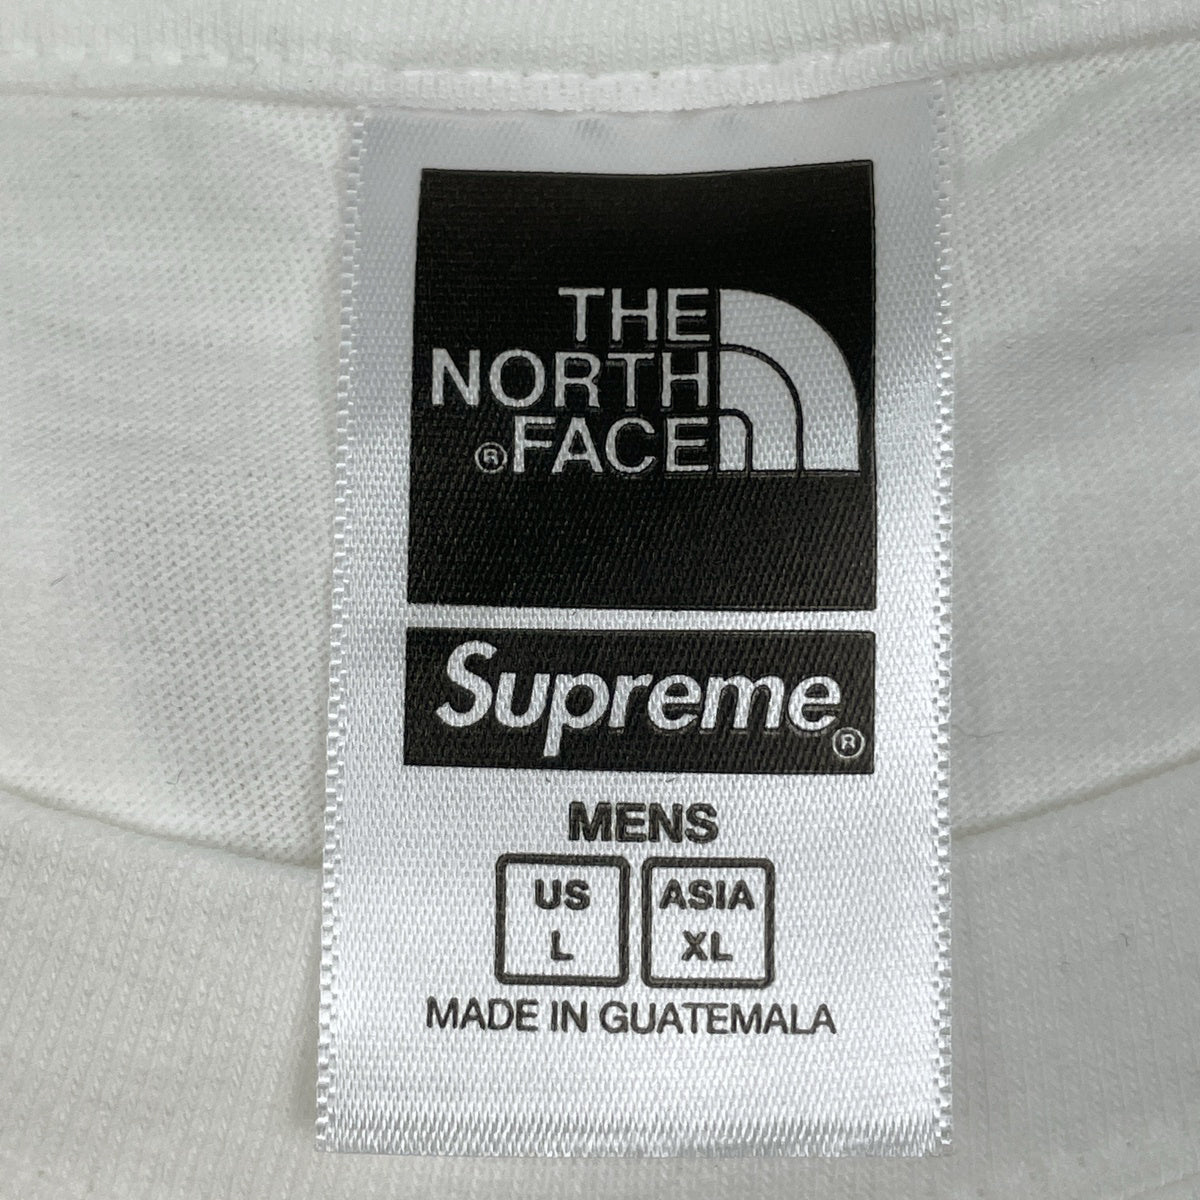 THE
NORTH
®FACE
Supreme®
MENS
US ASIA
L XL
MADE IN GUATEMALA